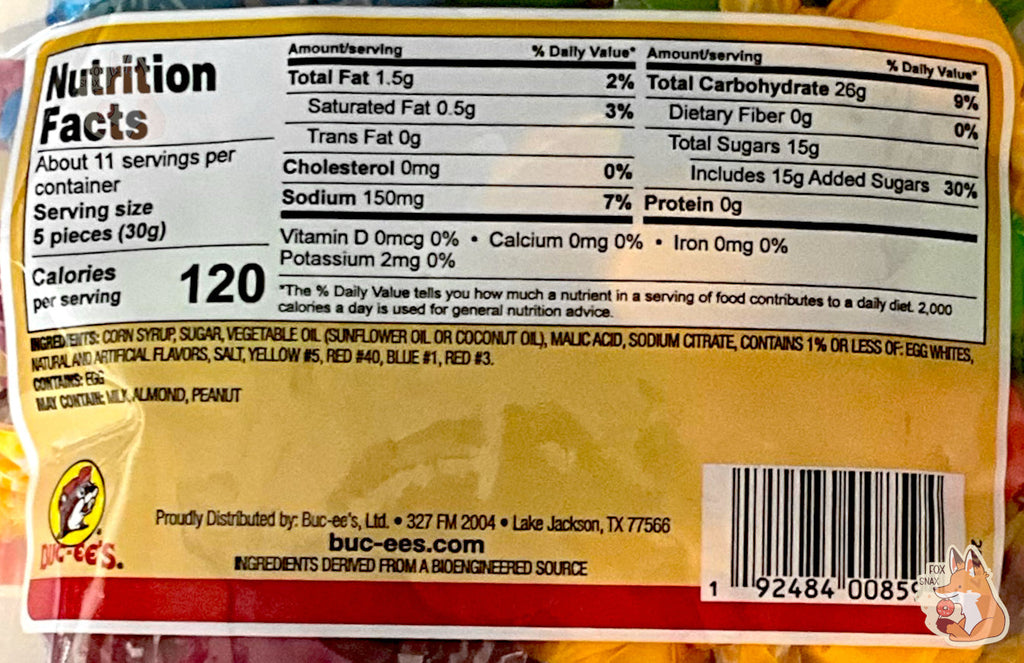 Nutrition
Facts
About 11 servings per
container
Serving size
5 pieces (30g)
Calories
per serving
120
Amount/serving % Daily Value*
Total Fat 1.5g 2%
Saturated Fat 0.5g 3%
Trans Fat 0g
Cholesterol 0mg 0%
Sodium 150mg 7%
Amount/serving % Daily Value*
Total Carbohydrate 26g 9%
Dietary Fiber 0g 0%
Total Sugars 15g
Includes 15g Added Sugars 30%
Protein 0g
Vitamin D 0mcg 0% • Calcium 0mg 0% • Iron 0mg 0%
Potassium 2mg 0%
*The % Daily Value tells you how much a nutrient in a serving of food contributes to a daily diet. 2,000
calories a day is used for general nutrition advice.
INGREDIENTS: CORN SYRUP, SUGAR, VEGETABLE OIL (SUNFLOWER OIL OR COCONUT OIL), MALIC ACID, SODIUM CITRATE, CONTAINS 1% OR LESS OF: EGG WHITES,
NATURAL AND ARTIFICIAL FLAVORS, SALT, YELLOW #5, RED #40, BLUE #1, RED #3.
CONTAINS: EGG
MAY CONTAIN: MILK, ALMOND, PEANUT
BUC-EE'S.
Proudly Distributed by: Buc-ee's, Ltd. • 327 FM 2004 • Lake Jackson, TX 77566
buc-ees.com
INGREDIENTS DERIVED FROM A BIOENGINEERED SOURCE
1 92484 0085
FOX
SNAX